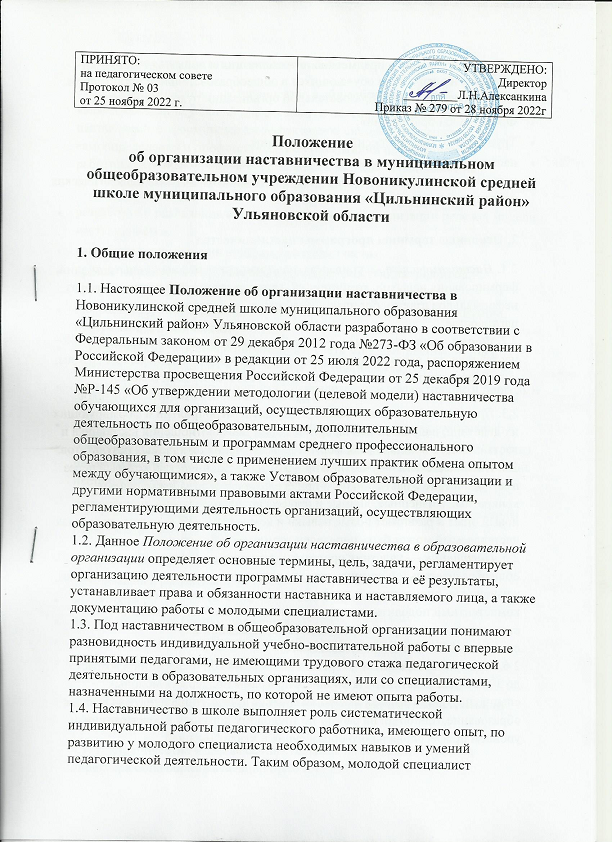 ПРИНЯТО:
на педагогическом совете
Протокол № 03
от 25 ноября 2022 г.
УТВЕРЖДЕНО:
Директор
Л.Н.Алексанкина
Приказ № 279 от 28 ноября 2022г
Положение
об организации наставничества в муниципальном
общеобразовательном учреждении Новоникулинской средней
школе муниципального образования «Цильнинский район»
Ульяновской области
1. Общие положения
1.1. Настоящее Положение об организации наставничества в
Новоникулинской средней школе муниципального образования
«Цильнинский район» Ульяновской области разработано в соответствии с
Федеральным законом от 29 декабря 2012 года №273-ФЗ «Об образовании в
Российской Федерации» в редакции от 25 июля 2022 года, распоряжением
Министерства просвещения Российской Федерации от 25 декабря 2019 года
№Р-145 «Об утверждении методологии (целевой модели) наставничества
обучающихся для организаций, осуществляющих образовательную
деятельность по общеобразовательным, дополнительным
общеобразовательным и программам среднего профессионального
образования, в том числе с применением лучших практик обмена опытом
между обучающимися», а также Уставом образовательной организации и
другими нормативными правовыми актами Российской Федерации,
регламентирующими деятельность организаций, осуществляющих
образовательную деятельность.
1.2. Данное Положение об организации наставничества в образовательной
организации определяет основные термины, цель, задачи, регламентирует
организацию деятельности программы наставничества и её результаты,
устанавливает права и обязанности наставника и наставляемого лица, а также
документацию работы с молодыми специалистами.
1.3. Под наставничеством в общеобразовательной организации понимают
разновидность индивидуальной учебно-воспитательной работы с впервые
принятыми педагогами, не имеющими трудового стажа педагогической
деятельности в образовательных организациях, или со специалистами,
назначенными на должность, по которой не имеют опыта работы.
1.4. Наставничество в школе выполняет роль систематической
индивидуальной работы педагогического работника, имеющего опыт, по
развитию у молодого специалиста необходимых навыков и умений
педагогической деятельности. Таким образом, молодой специалист